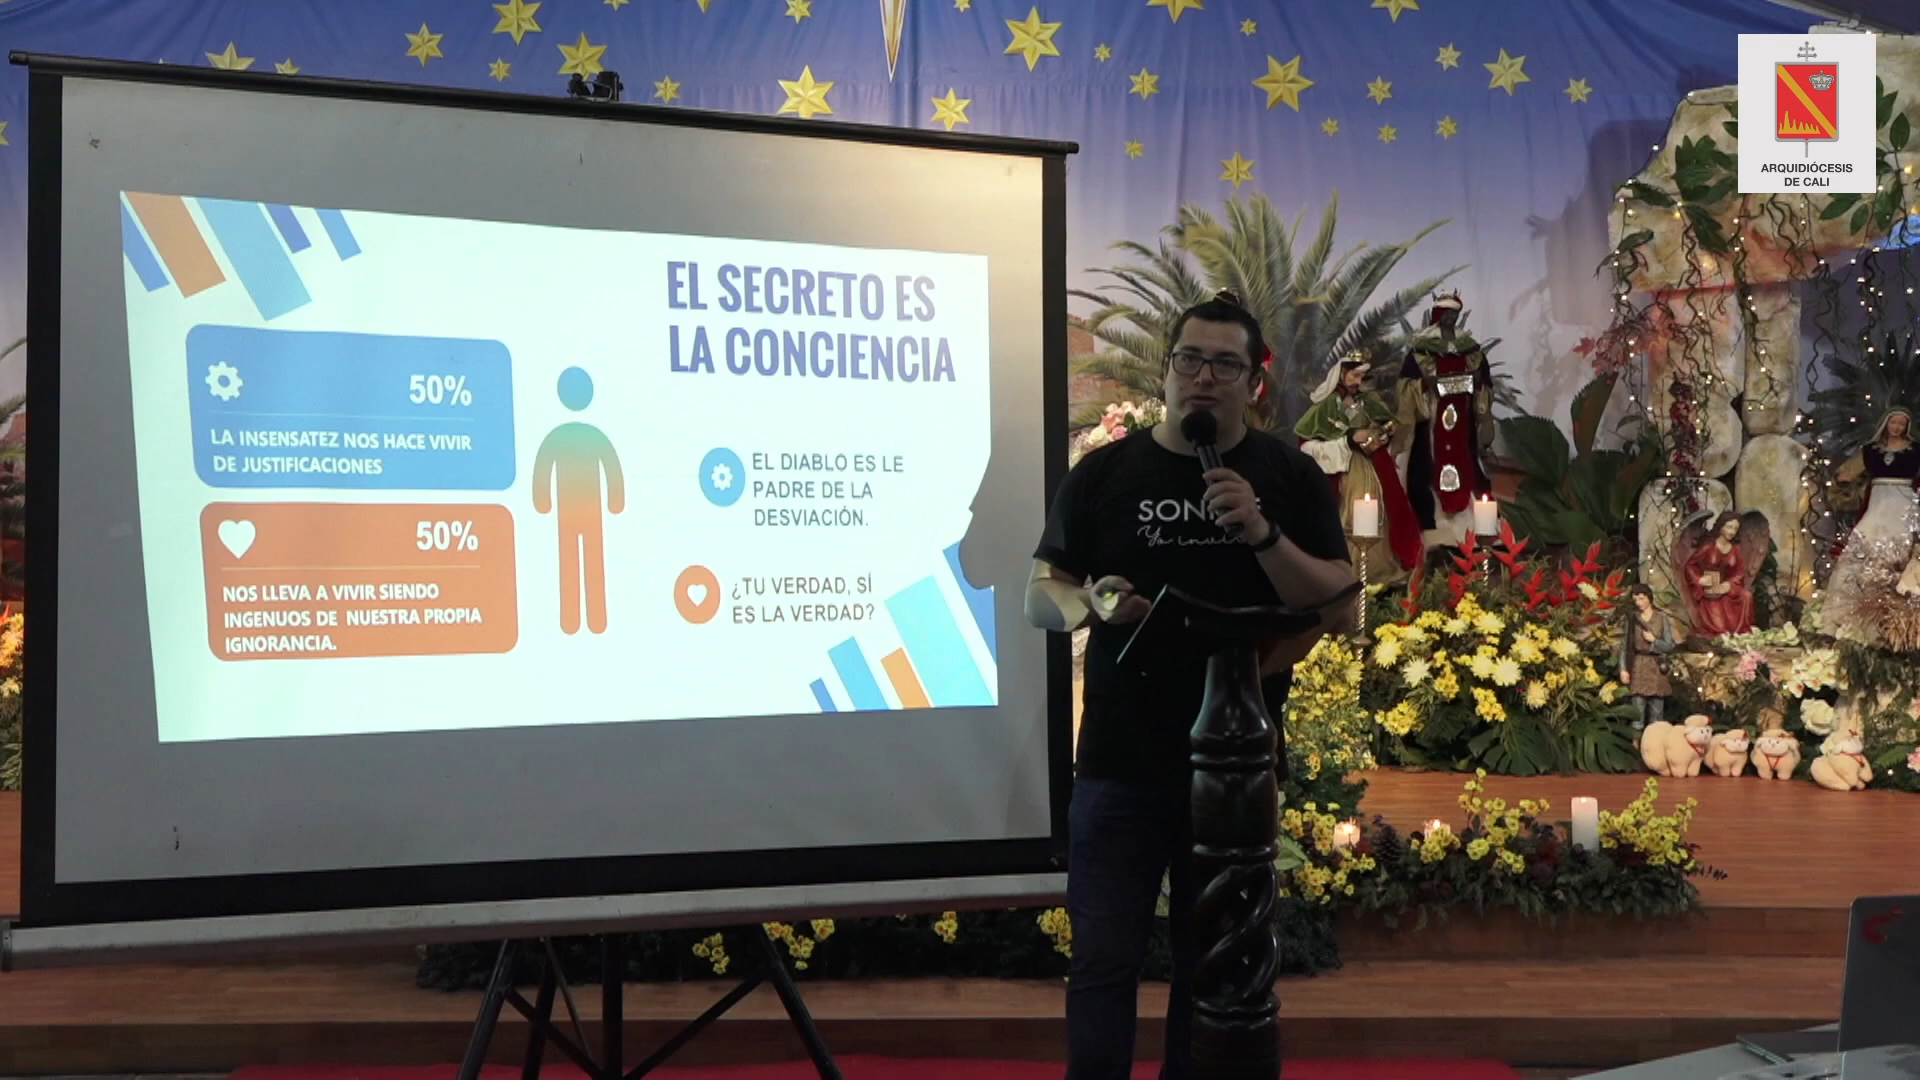 EL SECRETO ES
LA CONCIENCIA
50%
LA INSENSATEZ NOS HACE VIVIR
DE JUSTIFICACIONES
50%
NOS LLEVA A VIVIR SIENDO
INGENUOS DE NUESTRA PROPIA
IGNORANCIA.
EL DIABLO ES LE
PADRE DE LA
DESVIACIÓN.
¿TU VERDAD, SÍ
ES LA VERDAD?
Yo
ARQUIDIÓCESIS
DE CALI